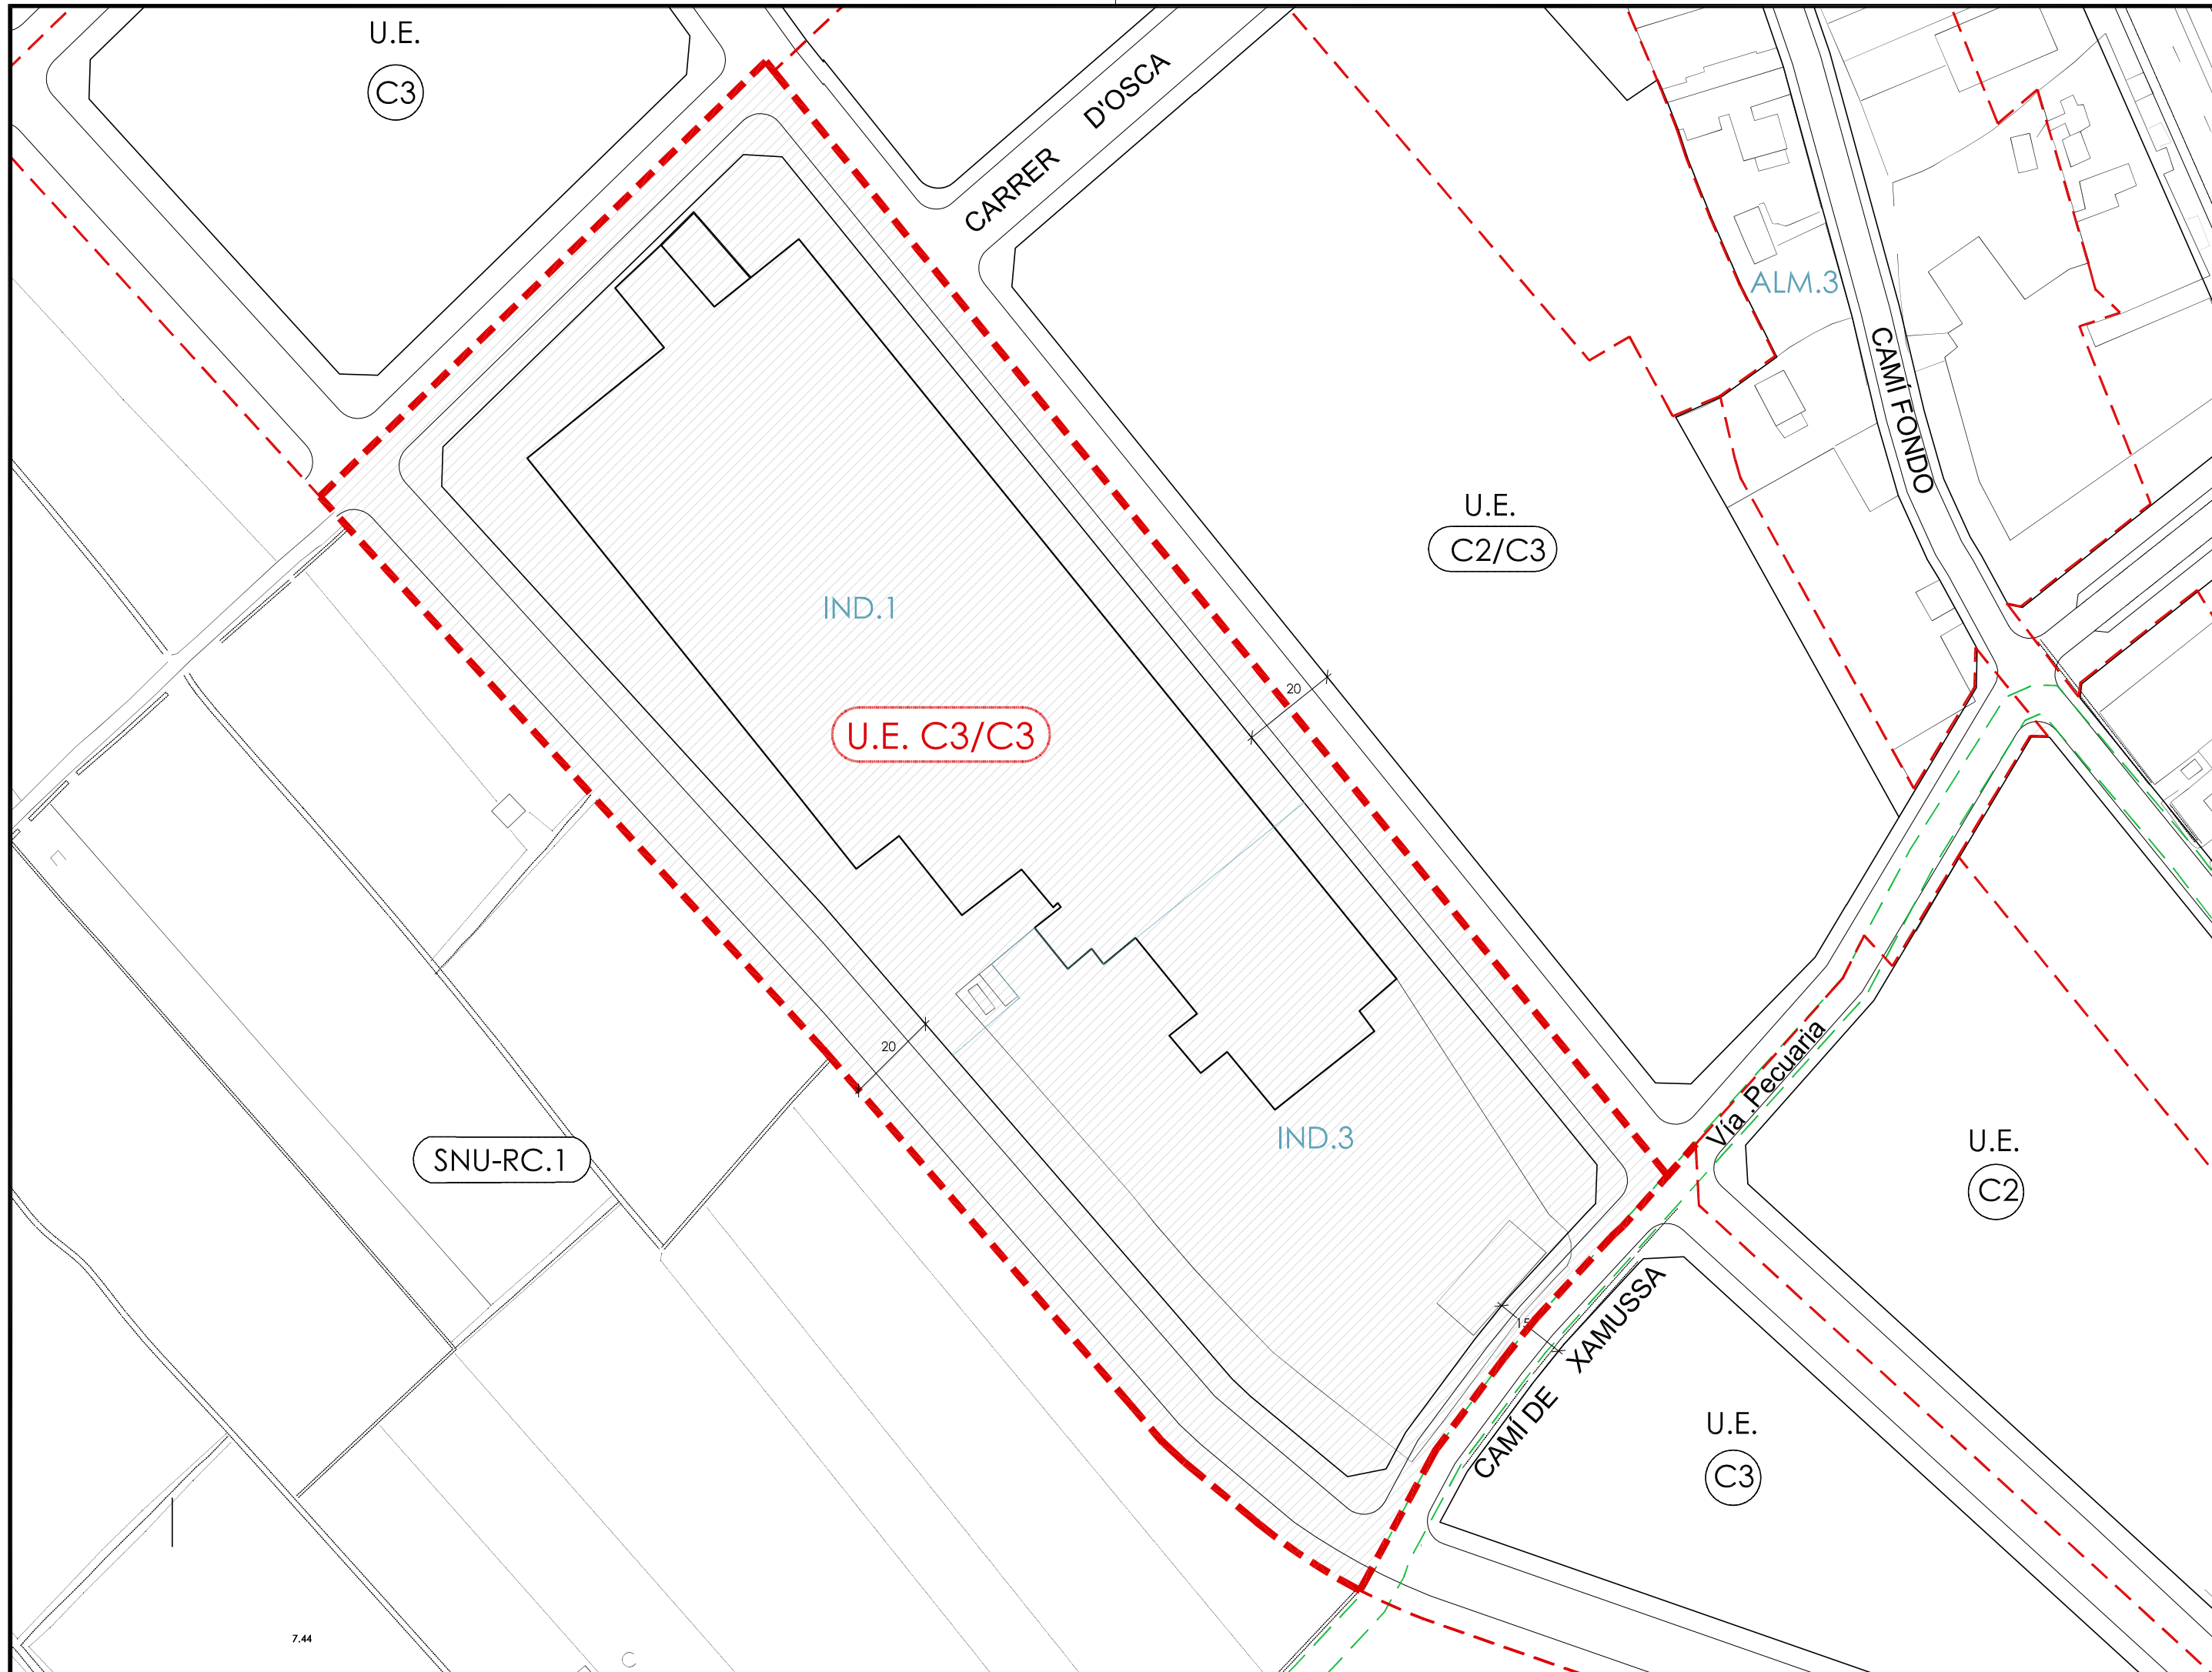 U.E.
C3
CARRER D'OSCA
ALM.3
CAMÍ FONDO
U.E.
C2/C3
IND.1
20
U.E. C3/C3
20
Vía .Pecuaria
IND.3
SNU-RC.1
U.E.
C2
15
CAMÍ DE XAMUSSA
U.E.
C3
7.44